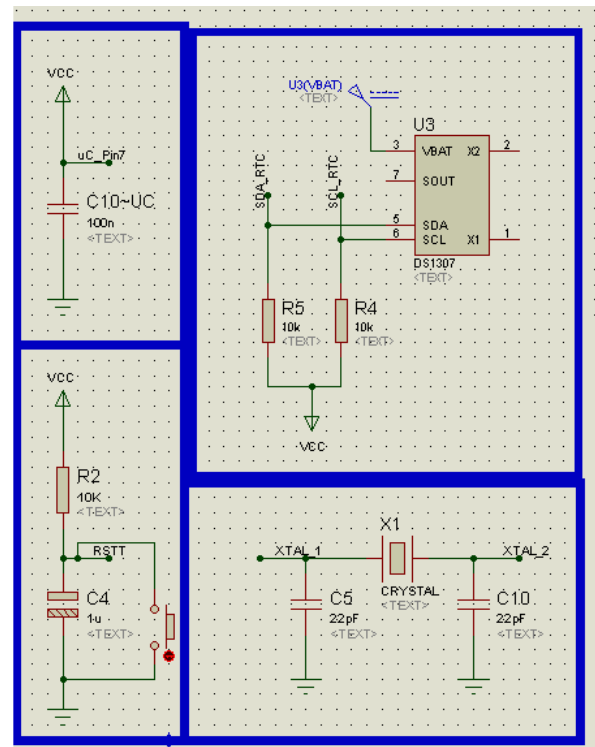 VCC
uC_Pin7
C10~UC
100n
<TEXT>
U3(VBAT)
<TEXT>
U3
3
VBAT
X2
2
7
SOUT
SDA_RTC
SCL_RTC
5
SDA
6
SCL
X1
1
DS1307
<TEXT>
R5
10k
<TEXT>
R4
10k
<TEXT>
VCC
VCC
R2
10K
<TEXT>
RSTT
C4
1u
<TEXT>
X1
XTAL_1
XTAL_2
CRYSTAL
<TEXT>
C5
22pF
<TEXT>
C10
22pF
<TEXT>